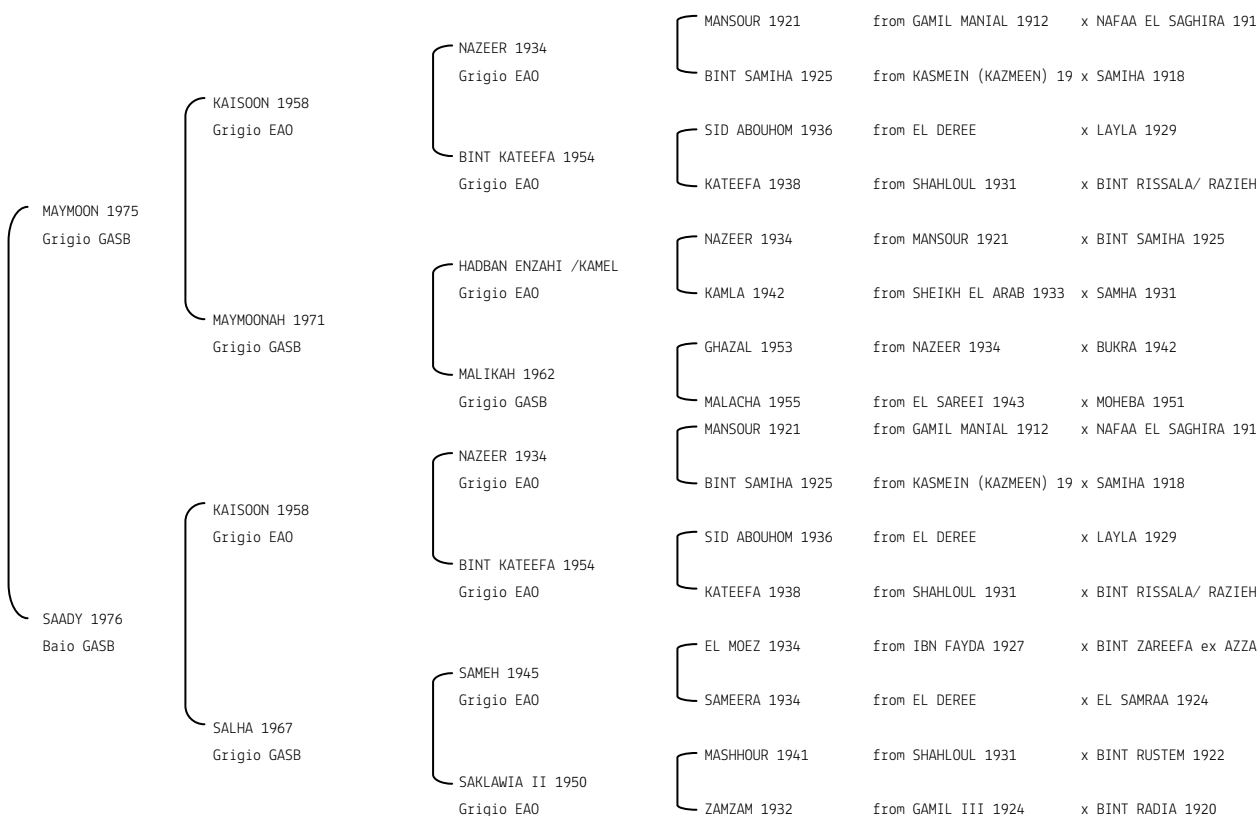 MANSOUR 1921 from GAMIL MANIAL 1912 x NAFAA EL SAGHIRA 191
NAZEER 1934
Grigio EAO BINT SAMIHA 1925 from KASMEIN (KAZMEEN) 19 x SAMIHA 1918
KAISOON 1958
Grigio EAO SID ABOUHOM 1936 from EL DEREE x LAYLA 1929
BINT KATEEFA 1954
Grigio EAO KATEEFA 1938 from SHAHLOUL 1931 x BINT RISSALA/ RAZIEH
MAYMOON 1975
Grigio GASB NAZEER 1934 from MANSOUR 1921 x BINT SAMIHA 1925
HADBAN ENZAHI /KAMEL
Grigio EAO KAMLA 1942 from SHEIKH EL ARAB 1933 x SAMHA 1931
MAYMOONAH 1971
Grigio GASB GHAZAL 1953 from NAZEER 1934 x BUKRA 1942
MALIKAH 1962
Grigio GASB MALACHA 1955 from EL SAREEI 1943 x MOHEBA 1951
MANSOUR 1921 from GAMIL MANIAL 1912 x NAFAA EL SAGHIRA 191
NAZEER 1934
Grigio EAO BINT SAMIHA 1925 from KASMEIN (KAZMEEN) 19 x SAMIHA 1918
KAISOON 1958
Grigio EAO SID ABOUHOM 1936 from EL DEREE x LAYLA 1929
BINT KATEEFA 1954
Grigio EAO KATEEFA 1938 from SHAHLOUL 1931 x BINT RISSALA/ RAZIEH
SAADY 1976
Baio GASB EL MOEZ 1934 from IBN FAYDA 1927 x BINT ZAREEFA ex AZZA
SAMEH 1945
Grigio EAO SAMEERA 1934 from EL DEREE x EL SAMRAA 1924
SALHA 1967
Grigio GASB MASHHOUR 1941 from SHAHLOUL 1931 x BINT RUSTEM 1922
SAKLAWIA II 1950
Grigio EAO ZAMZAM 1932 from GAMIL III 1924 x BINT RADIA 1920